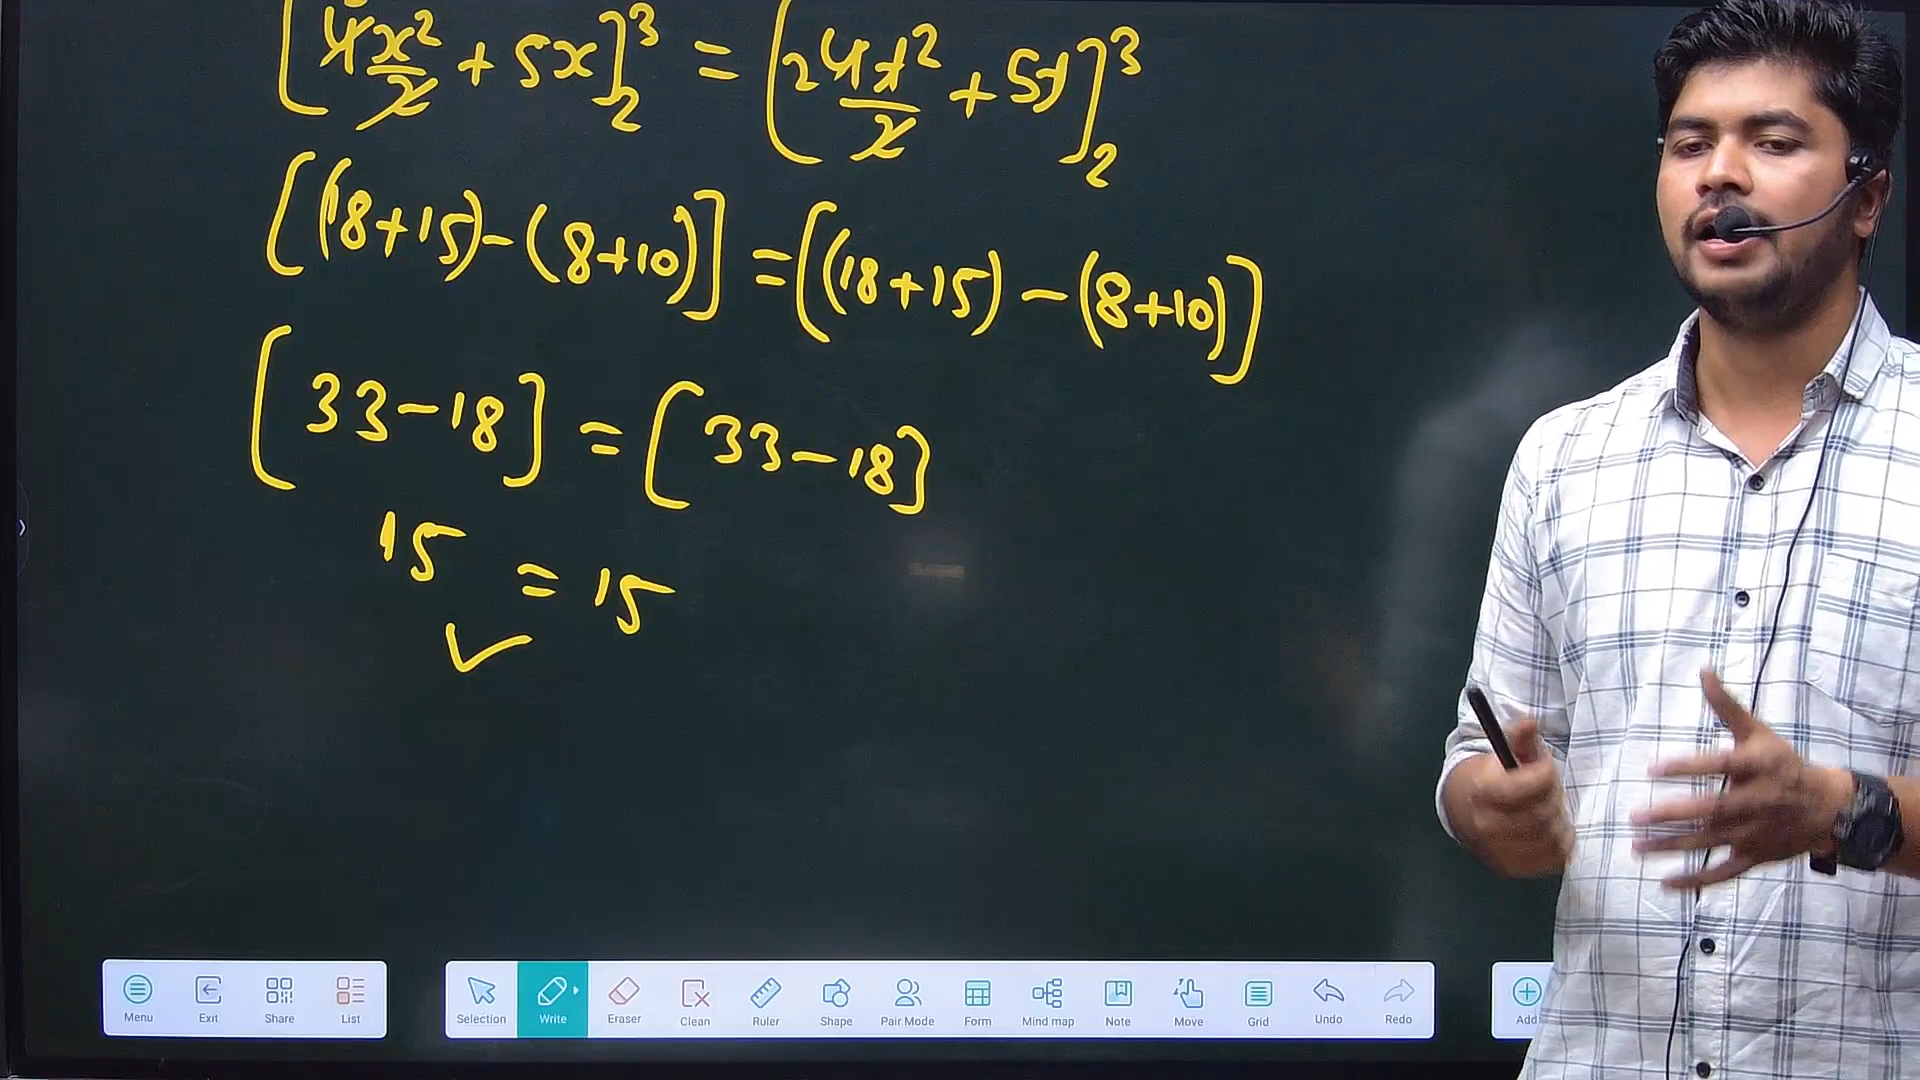 [4x²/2 + 5x]₂³ = [2 4t²/2 + 5t]₂³
[(18+15)-(8+10)] = [(18+15)-(8+10)]
[33-18] = [33-18]
15 = 15
✓
Menu Exit Share List Selection Write Eraser Clean Ruler Shape Pair Mode Form Mind map Note Move Grid Undo Redo Add